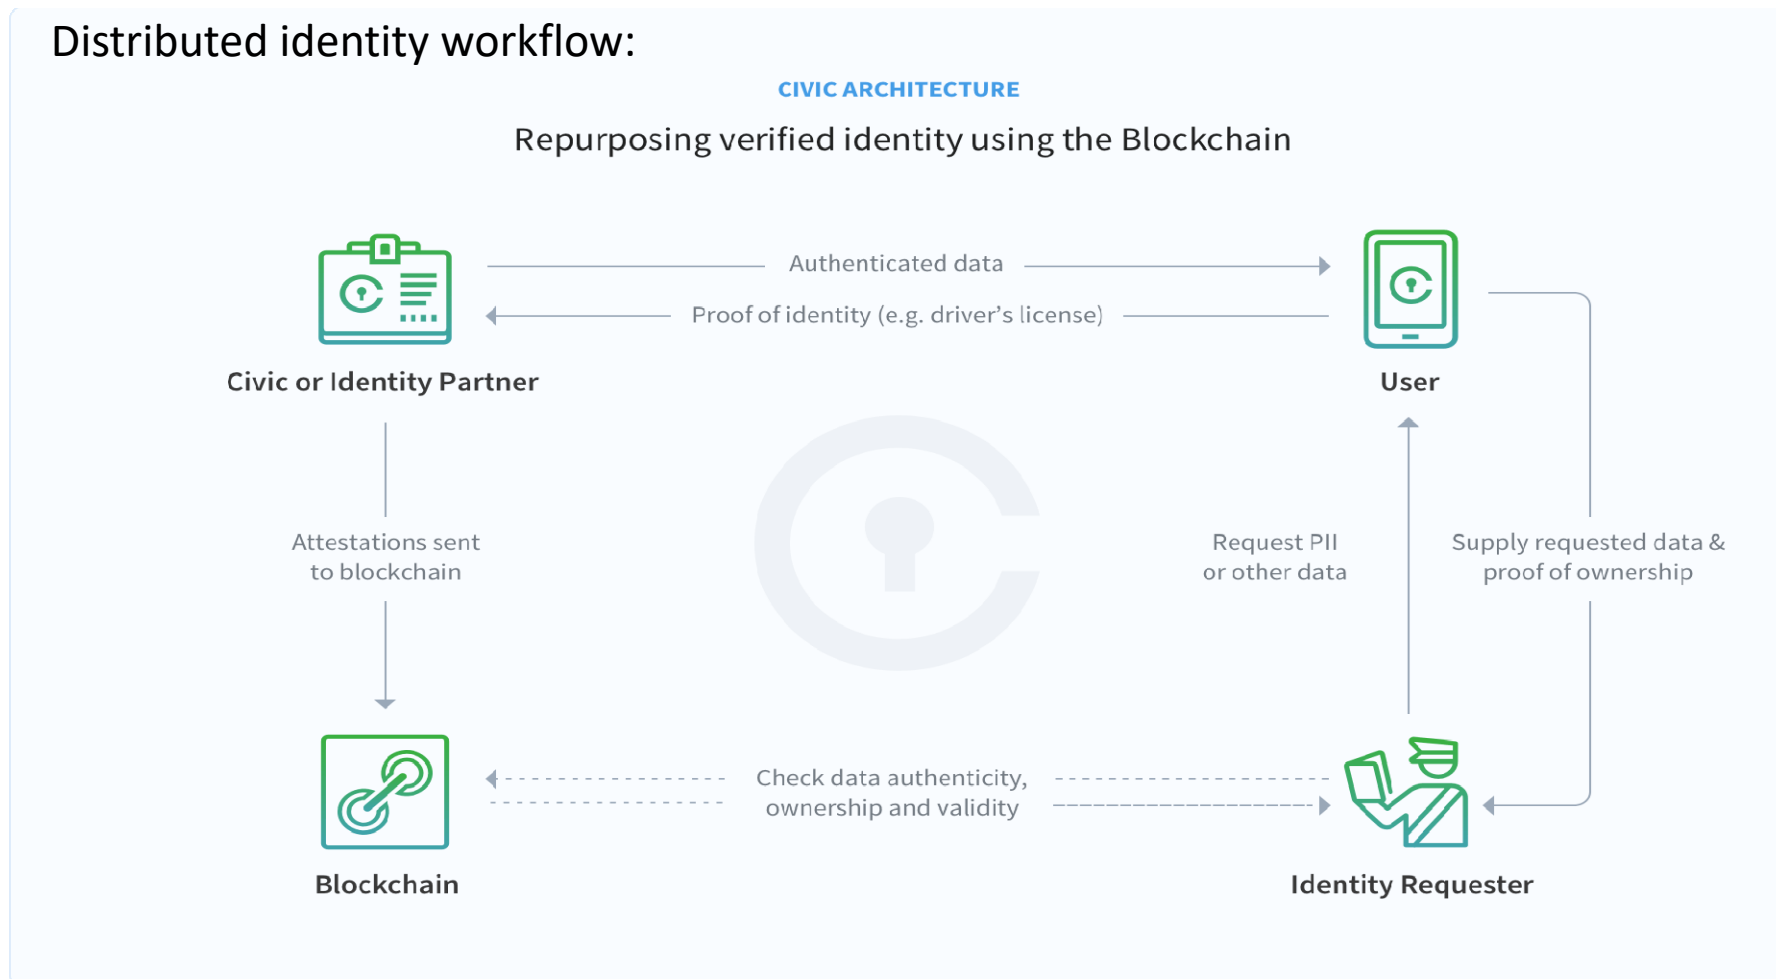 Distributed identity workflow:
CIVIC ARCHITECTURE
Repurposing verified identity using the Blockchain
Authenticated data
Proof of identity (e.g. driver’s license)
Civic or Identity Partner
User
Attestations sent
to blockchain
Request PII
or other data
Supply requested data &
proof of ownership
Check data authenticity,
ownership and validity
Blockchain
Identity Requester